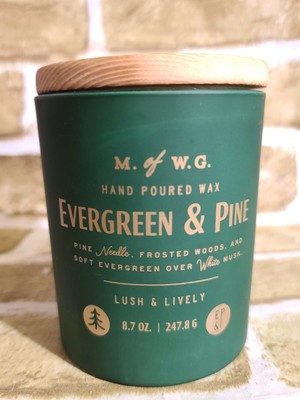 M. of W.G.
HAND POURED WAX
EVERGREEN & PINE
PINE Needle, FROSTED WOODS, AND
SOFT EVERGREEN OVER White MUSK.
LUSH & LIVELY
8.7 OZ. | 247.8 G